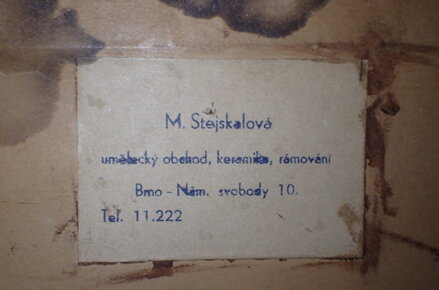 M. Stejskalová
umělecký obchod, keramika, rámování
Brno - Nám. svobody 10.
Tel. 11.222